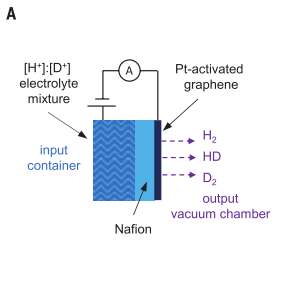 A
[H⁺]:[D⁺]
electrolyte
mixture
A
Pt-activated
graphene
input
container
H₂
HD
D₂
output
vacuum chamber
Nafion